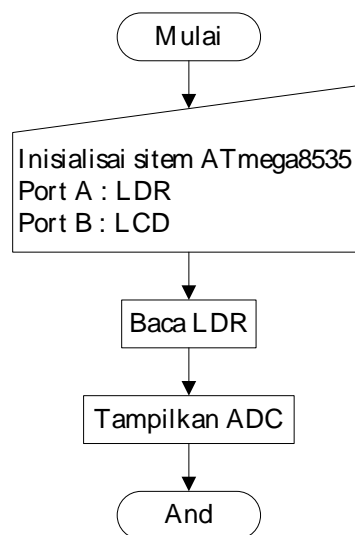 Mulai
Inisialisai sitem ATmega8535
Port A : LDR
Port B : LCD
Baca LDR
Tampilkan ADC
And